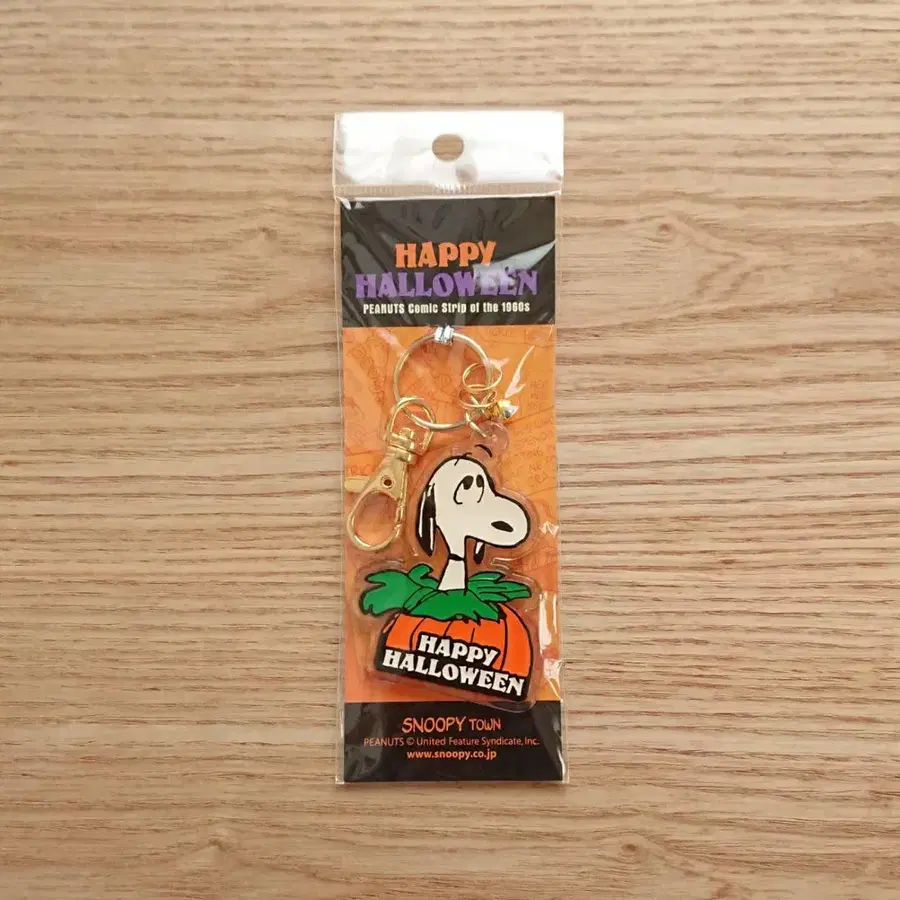 HAPPY
HALLOWEEN
PEANUTS Comic Strip of the 1960s
HAPPY
HALLOWEEN
SNOOPY TOWN
PEANUTS © United Feature Syndicate, Inc.
www.snoopy.co.jp